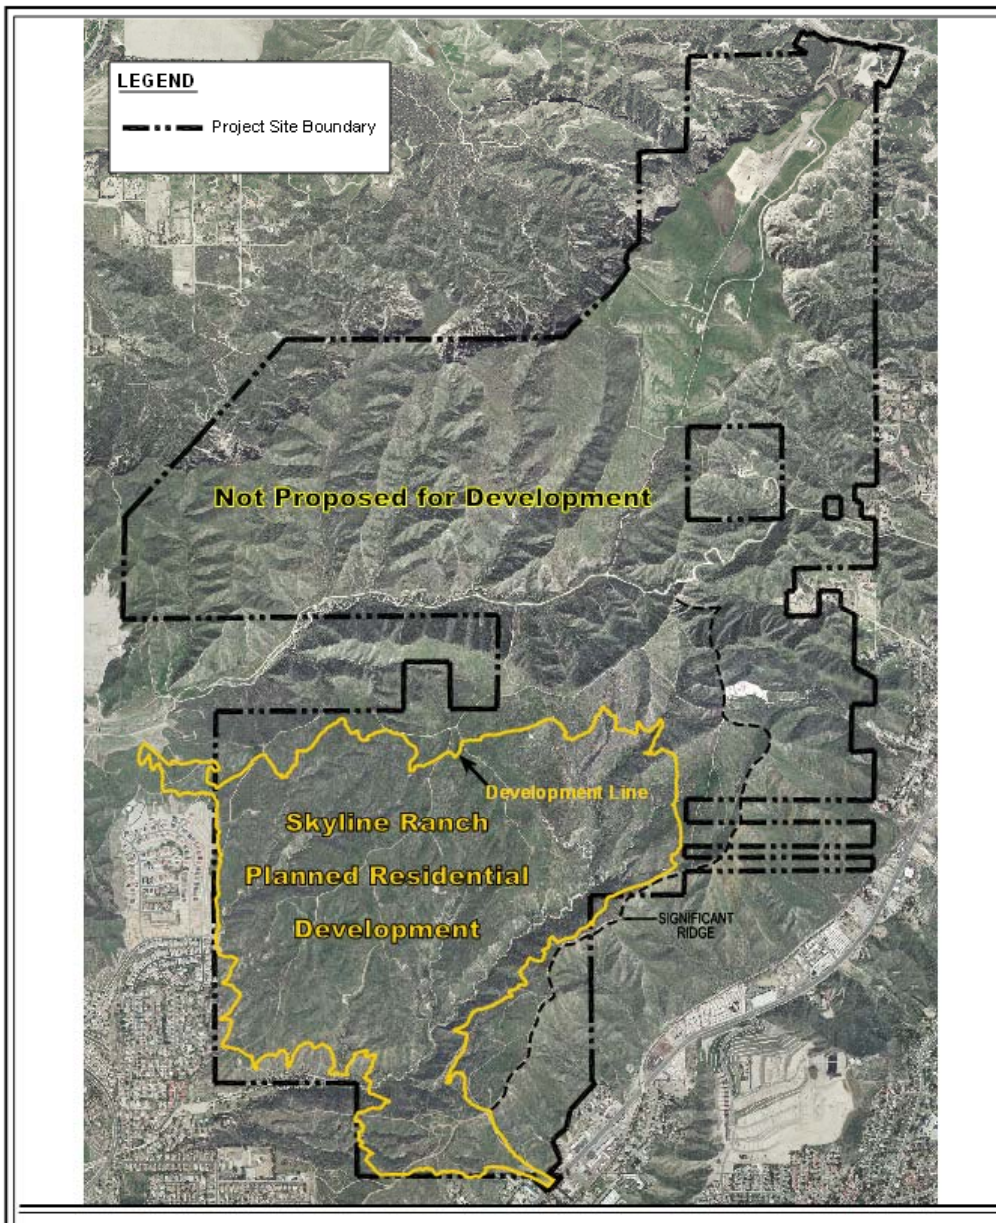 LEGEND
Project Site Boundary
Not Proposed for Development
Development Line
Skyline Ranch
Planned Residential
Development
SIGNIFICANT
RIDGE